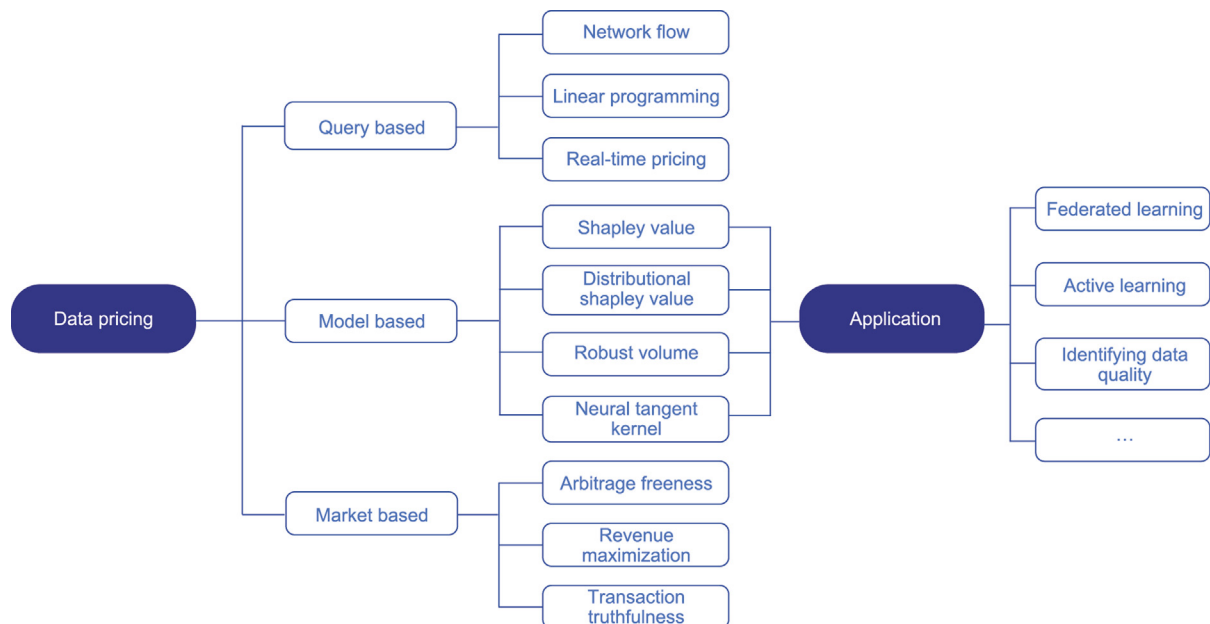 Data pricing
Query based
Network flow
Linear programming
Real-time pricing
Model based
Shapley value
Distributional
shapley value
Robust volume
Neural tangent
kernel
Market based
Arbitrage freeness
Revenue
maximization
Transaction
truthfulness
Application
Federated learning
Active learning
Identifying data
quality
…